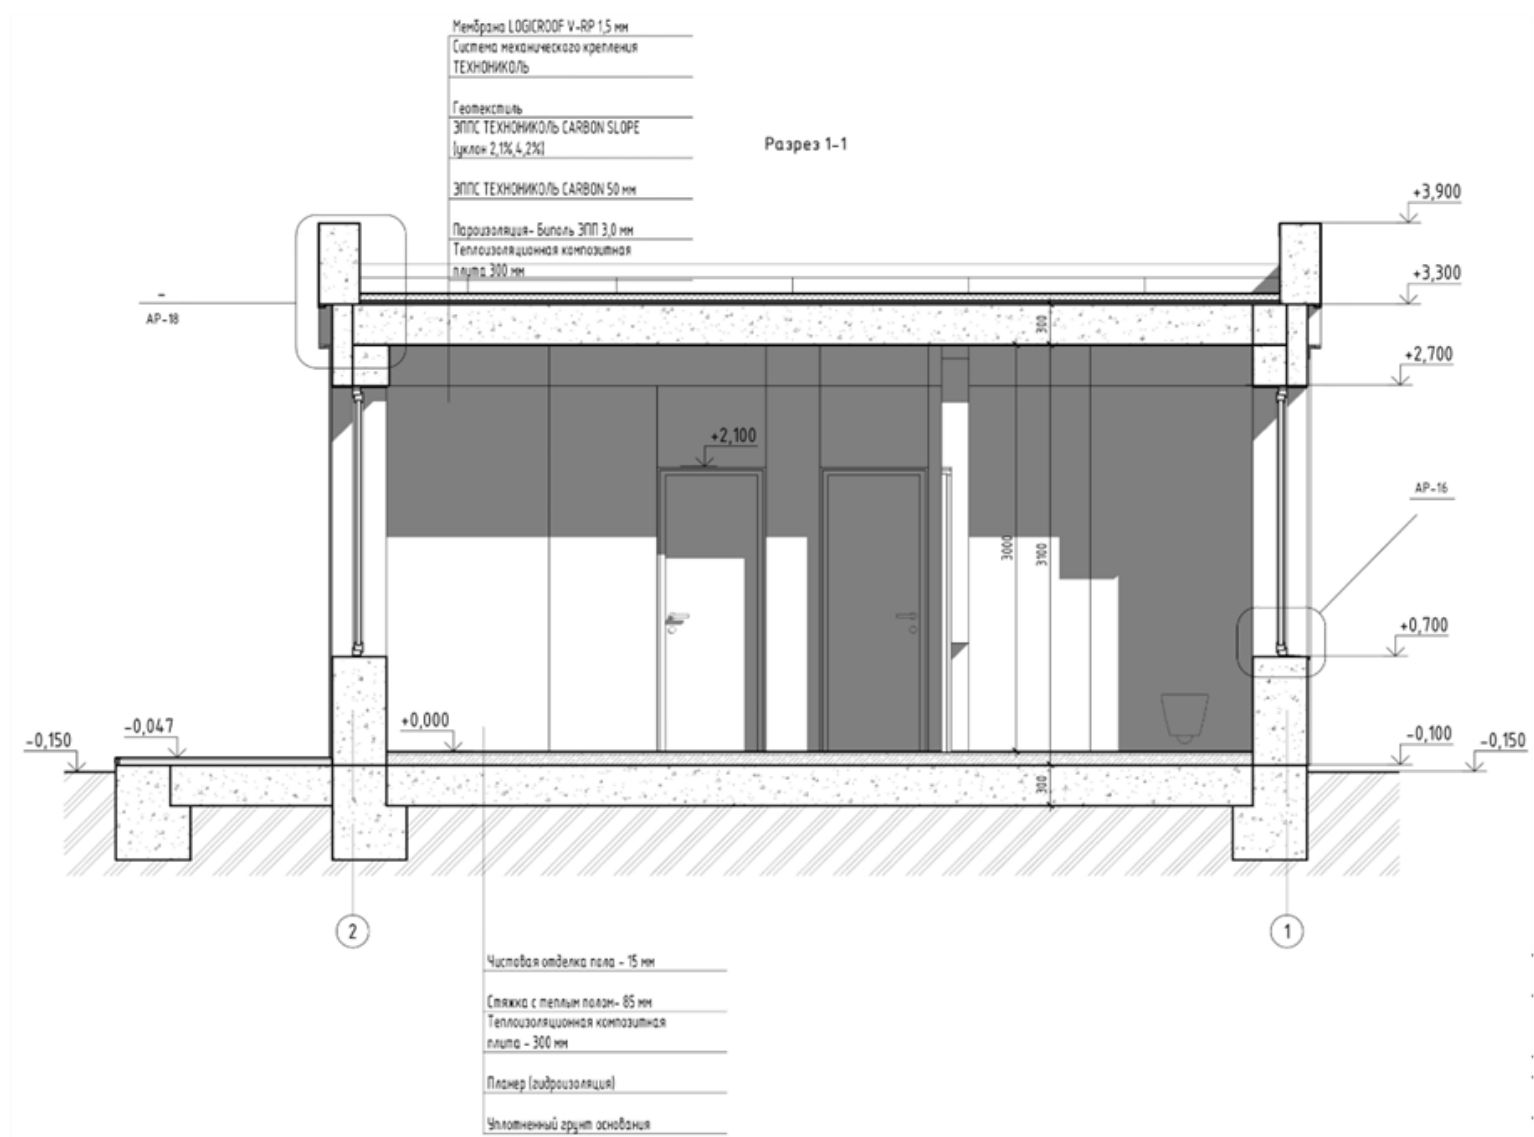 Мембрана LOGICROOF V-RP 1,5 мм
Система механического крепления
ТЕХНОНИКОЛЬ
Геотекстиль
ЭППС ТЕХНОНИКОЛЬ CARBON SLOPE
(уклон 2,1%,4,2%)
ЭППС ТЕХНОНИКОЛЬ CARBON 50 мм
Пароизоляция- Биполь ЭПП 3,0 мм
Теплоизоляционная композитная
плита 300 мм
Разрез 1-1
+3,900
+3,300
+2,700
-
АР-18
300
+2,100
АР-16
3000
3100
+0,700
+0,000
-0,047
-0,150
-0,100
-0,150
300
2
1
Чистовая отделка пола - 15 мм
Стяжка с теплым полом- 85 мм
Теплоизоляционная композитная
плита - 300 мм
Планер (гидроизоляция)
Уплотненный грунт основания